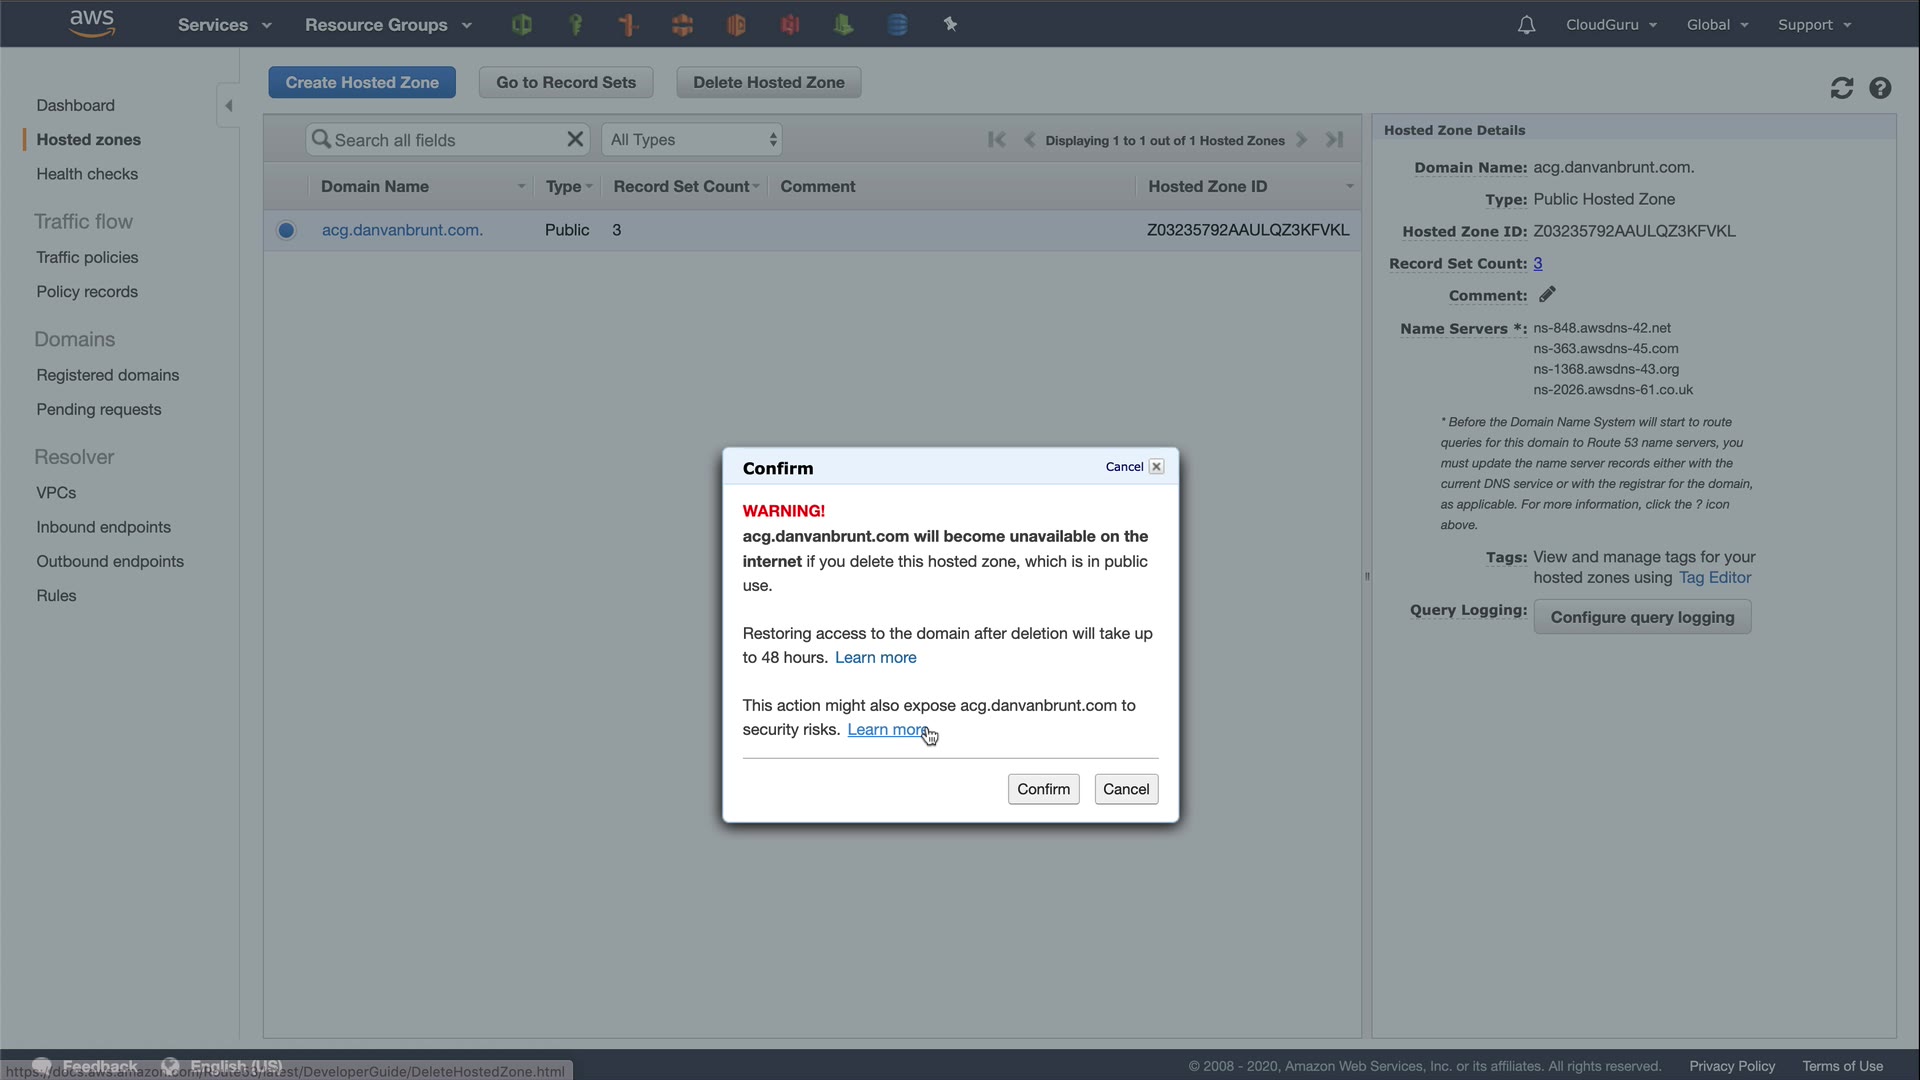 aws
Services
Resource Groups
CloudGuru
Global
Support
Dashboard
Hosted zones
Health checks
Traffic flow
Traffic policies
Policy records
Domains
Registered domains
Pending requests
Resolver
VPCs
Inbound endpoints
Outbound endpoints
Rules
Create Hosted Zone
Go to Record Sets
Delete Hosted Zone
Search all fields
All Types
Displaying 1 to 1 out of 1 Hosted Zones
Domain Name Type Record Set Count Comment Hosted Zone ID
acg.danvanbrunt.com. Public 3 Z03235792AAULQZ3KFVKL
Hosted Zone Details
Domain Name: acg.danvanbrunt.com.
Type: Public Hosted Zone
Hosted Zone ID: Z03235792AAULQZ3KFVKL
Record Set Count: 3
Comment:
Name Servers *: ns-848.awsdns-42.net
ns-363.awsdns-45.com
ns-1368.awsdns-43.org
ns-2026.awsdns-61.co.uk
* Before the Domain Name System will start to route
queries for this domain to Route 53 name servers, you
must update the name server records either with the
current DNS service or with the registrar for the domain,
as applicable. For more information, click the ? icon
above.
Tags: View and manage tags for your
hosted zones using Tag Editor
Query Logging: Configure query logging
Confirm
Cancel
WARNING!
acg.danvanbrunt.com will become unavailable on the
internet if you delete this hosted zone, which is in public
use.
Restoring access to the domain after deletion will take up
to 48 hours. Learn more
This action might also expose acg.danvanbrunt.com to
security risks. Learn more
Confirm
Cancel
Feedback
English (US)
https://docs.aws.amazon.com/Route53/latest/DeveloperGuide/DeleteHostedZone.html
© 2008 - 2020, Amazon Web Services, Inc. or its affiliates. All rights reserved.
Privacy Policy
Terms of Use